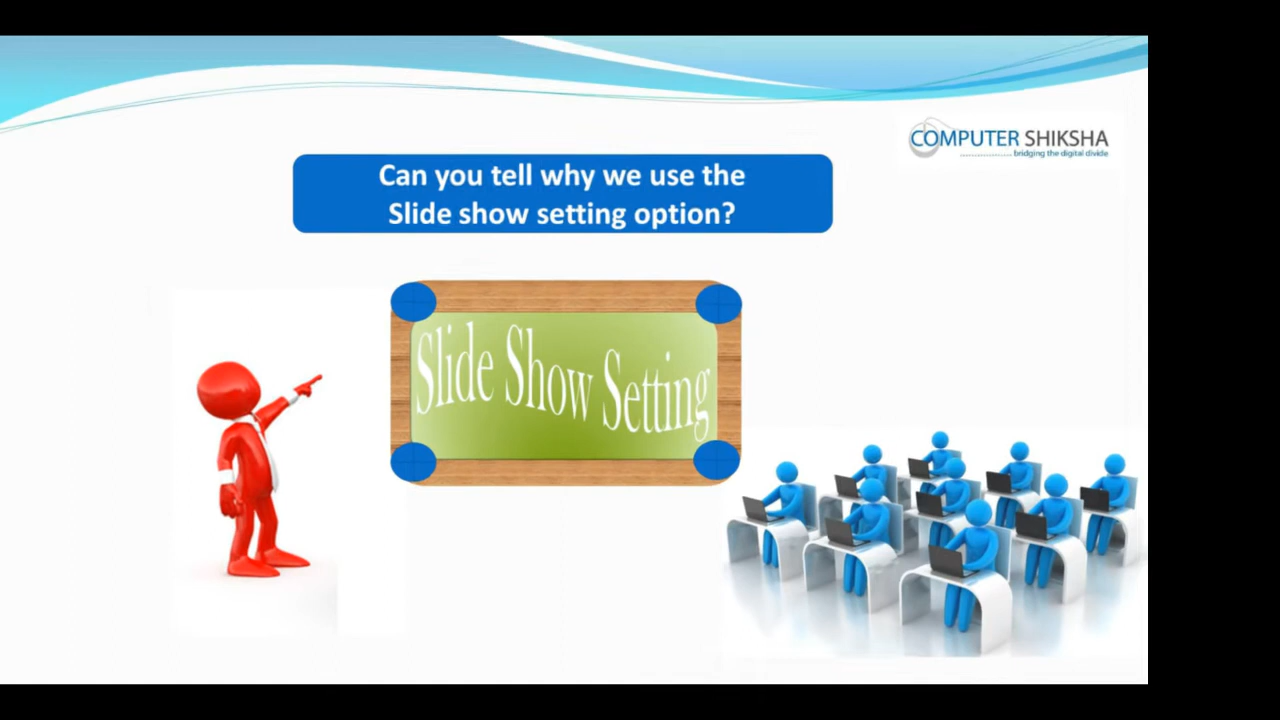 COMPUTER SHIKSHA
bridging the digital divide
Can you tell why we use the
Slide show setting option?
Slide Show Setting